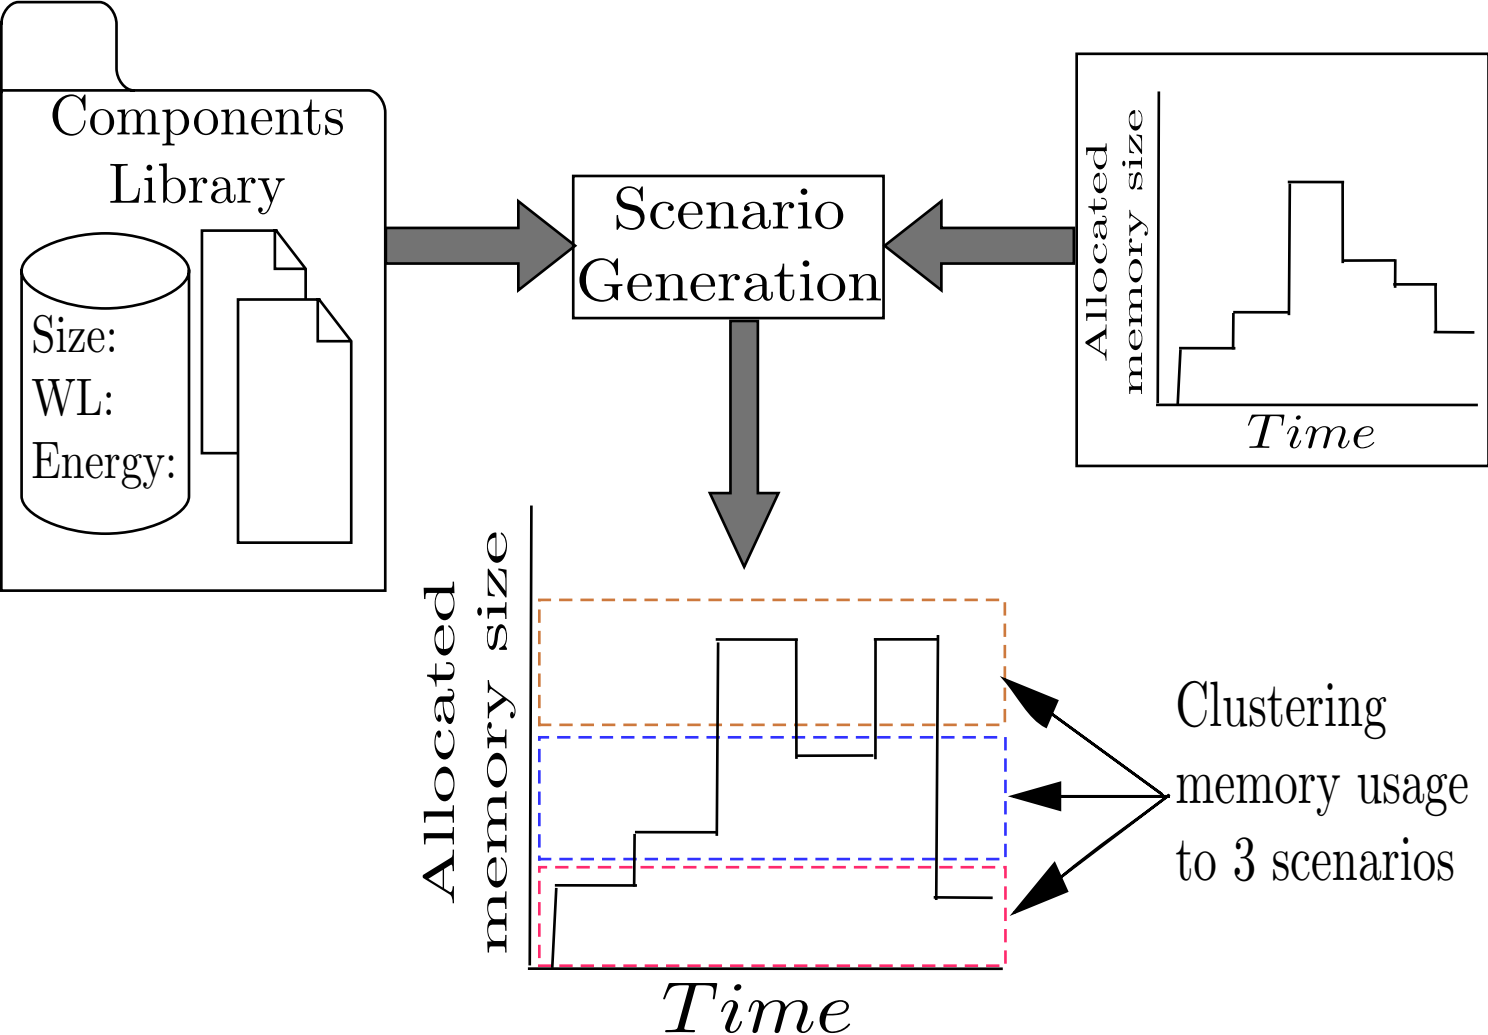 Components
Library
Size:
WL:
Energy:
Scenario
Generation
Allocated
memory size
Time
Allocated
memory size
Time
Clustering
memory usage
to 3 scenarios